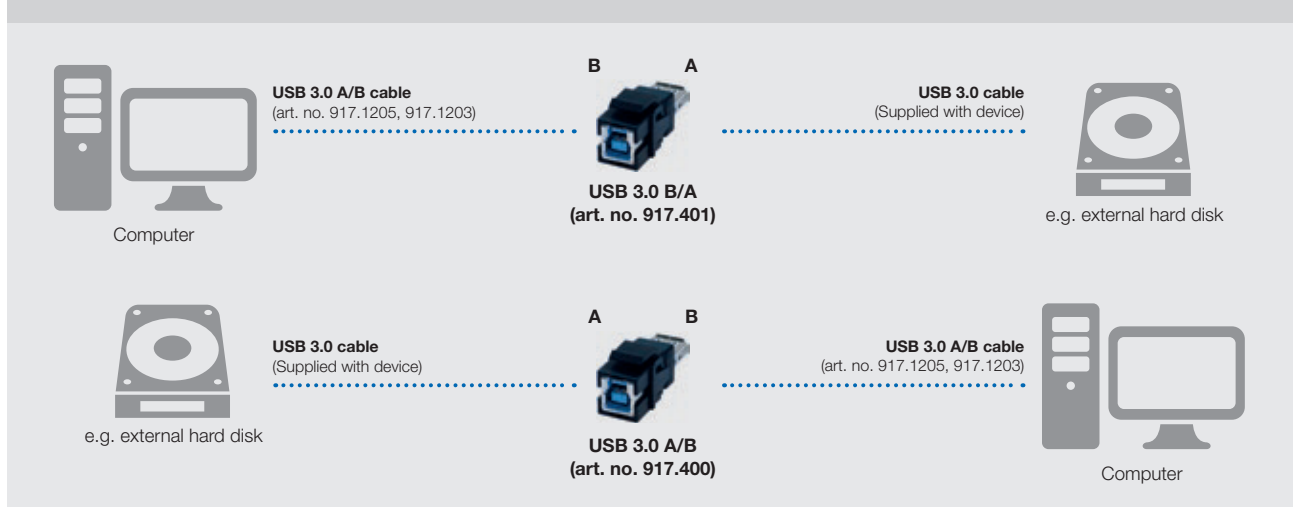 B A
USB 3.0 A/B cable
(art. no. 917.1205, 917.1203)
USB 3.0 cable
(Supplied with device)
USB 3.0 B/A
(art. no. 917.401)
Computer
e.g. external hard disk
A B
USB 3.0 cable
(Supplied with device)
USB 3.0 A/B cable
(art. no. 917.1205, 917.1203)
e.g. external hard disk
USB 3.0 A/B
(art. no. 917.400)
Computer